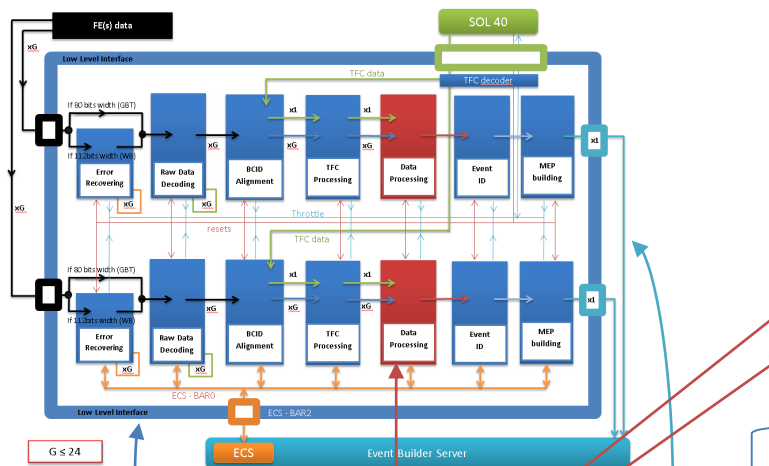 FE(s) data
SOL 40
xG
Low Level Interface
TFC data
TFC decoder
If 80 bits width (GBT)
If 112bits width (WB)
x1
x1
xG
xG
xG
x1
Error
Recovering
Raw Data
Decoding
BCID
Alignment
TFC
Processing
Data
Processing
Event
ID
MEP
building
xG
xG
xG
Throttle
resets
TFC data
If 80 bits width (GBT)
If 112bits width (WB)
x1
x1
xG
xG
xG
x1
Error
Recovering
Raw Data
Decoding
BCID
Alignment
TFC
Processing
Data
Processing
Event
ID
MEP
building
xG
xG
ECS - BAR0
Low Level Interface
ECS - BAR2
G ≤ 24
ECS
Event Builder Server